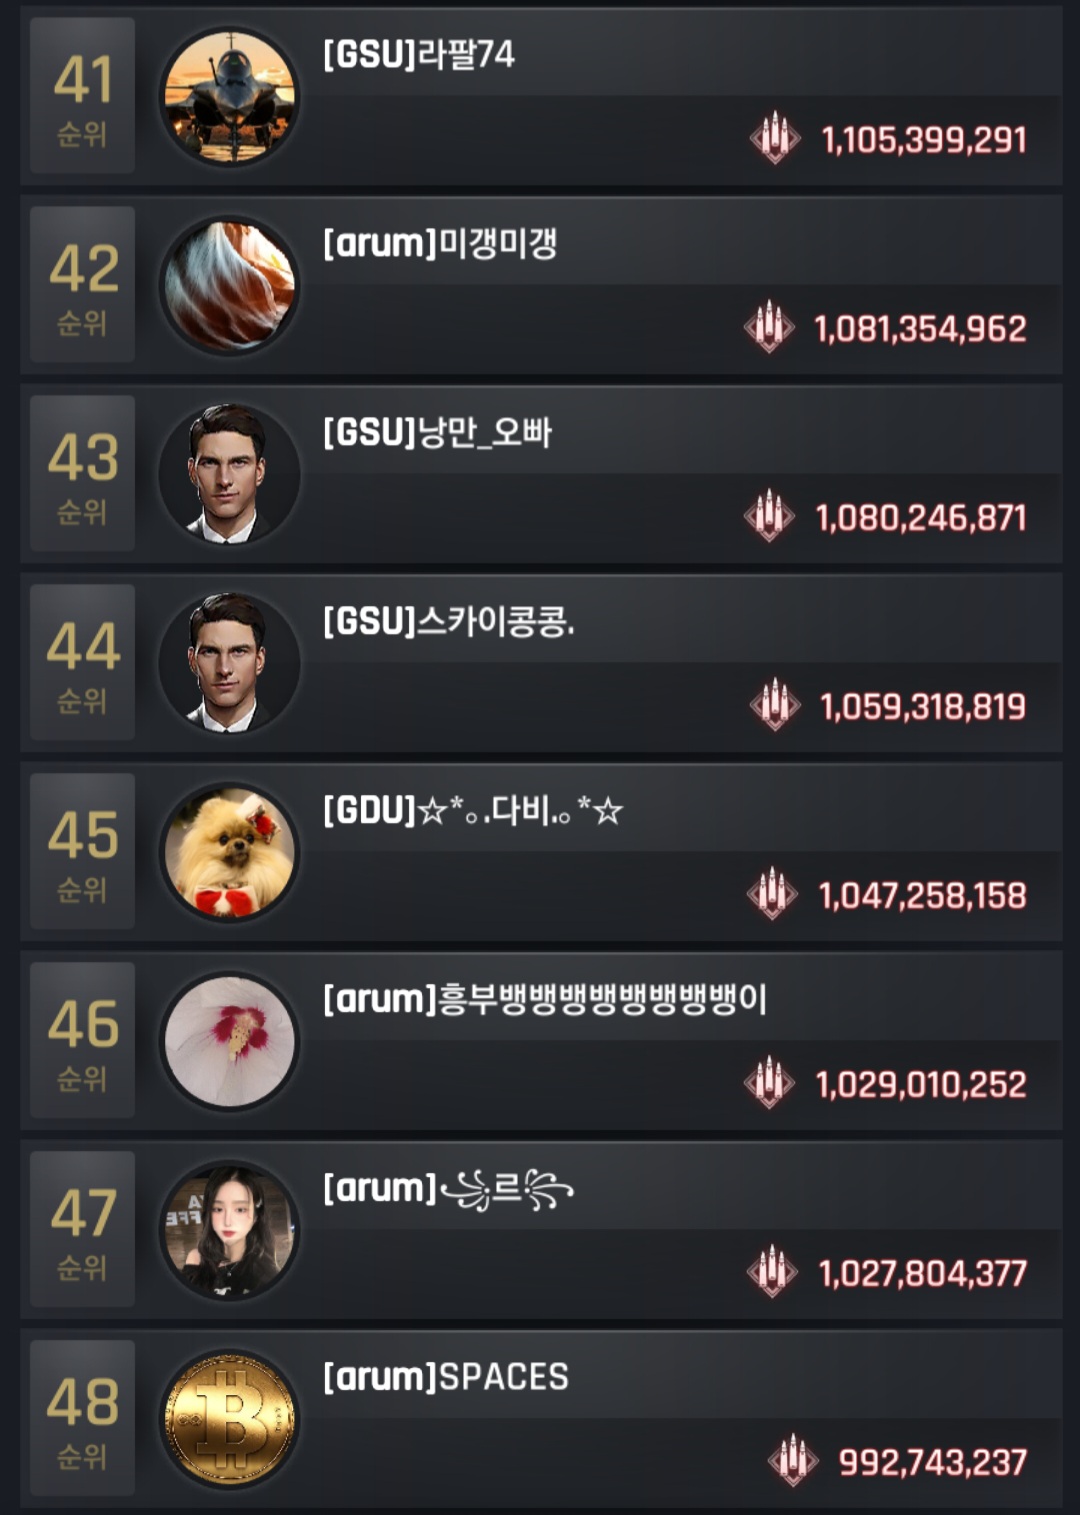 41
순위
[GSU]라팔74
1,105,399,291
42
순위
[arum]미갱미갱
1,081,354,962
43
순위
[GSU]낭만_오빠
1,080,246,871
44
순위
[GSU]스카이콩콩.
1,059,318,819
45
순위
[GDU]☆*｡.다비.｡*☆
1,047,258,158
46
순위
[arum]흥부뱅뱅뱅뱅뱅뱅뱅뱅이
1,029,010,252
47
순위
[arum]꧁르꧂
1,027,804,377
48
순위
[arum]SPACES
992,743,237